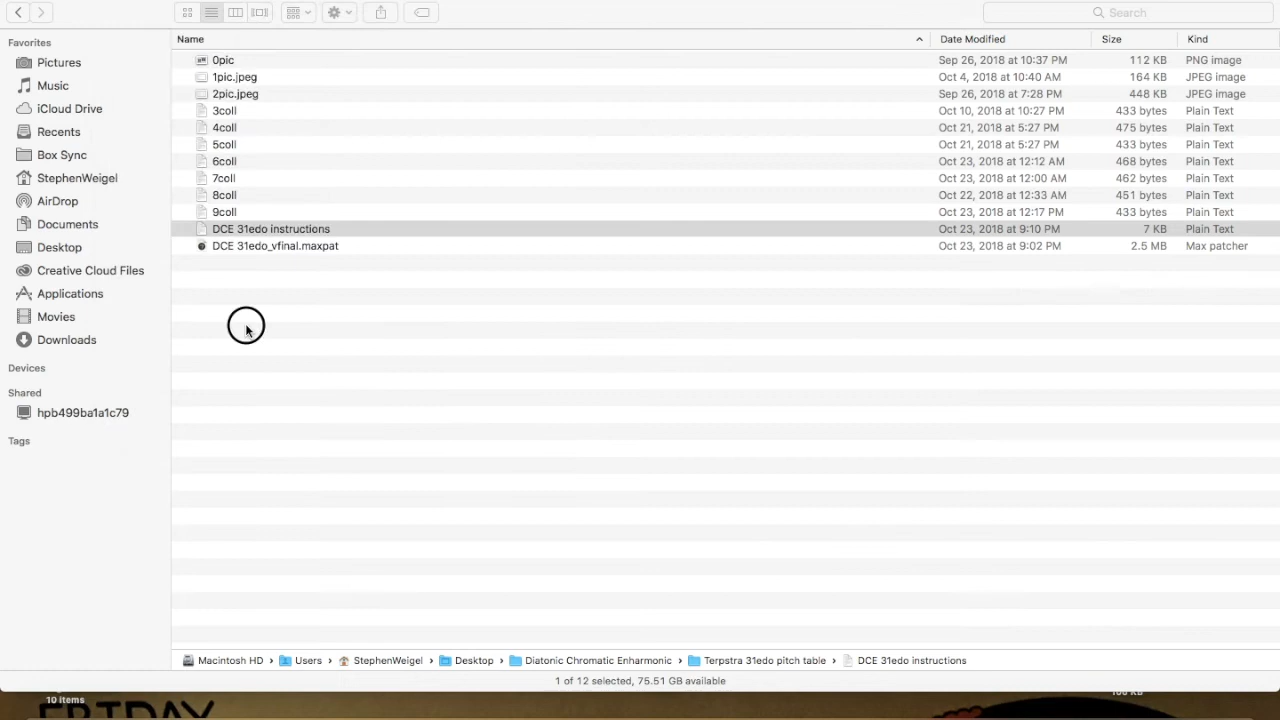 Search
Name Date Modified Size Kind
Favorites
Pictures
Music
iCloud Drive
Recents
Box Sync
StephenWeigel
AirDrop
Documents
Desktop
Creative Cloud Files
Applications
Movies
Downloads
Devices
Shared
hpb499ba1a1c79
Tags
0pic Sep 26, 2018 at 10:37 PM 112 KB PNG image
1pic.jpeg Oct 4, 2018 at 10:40 AM 164 KB JPEG image
2pic.jpeg Sep 26, 2018 at 7:28 PM 448 KB JPEG image
3coll Oct 10, 2018 at 10:27 PM 433 bytes Plain Text
4coll Oct 21, 2018 at 5:27 PM 475 bytes Plain Text
5coll Oct 21, 2018 at 5:27 PM 433 bytes Plain Text
6coll Oct 23, 2018 at 12:12 AM 468 bytes Plain Text
7coll Oct 23, 2018 at 12:00 AM 462 bytes Plain Text
8coll Oct 22, 2018 at 12:33 AM 451 bytes Plain Text
9coll Oct 23, 2018 at 12:17 PM 433 bytes Plain Text
DCE 31edo instructions Oct 23, 2018 at 9:10 PM 7 KB Plain Text
DCE 31edo_vfinal.maxpat Oct 23, 2018 at 9:02 PM 2.5 MB Max patcher
Macintosh HD › Users › StephenWeigel › Desktop › Diatonic Chromatic Enharmonic › Terpstra 31edo pitch table › DCE 31edo instructions
1 of 12 selected, 75.51 GB available
10 items
FRIDAY